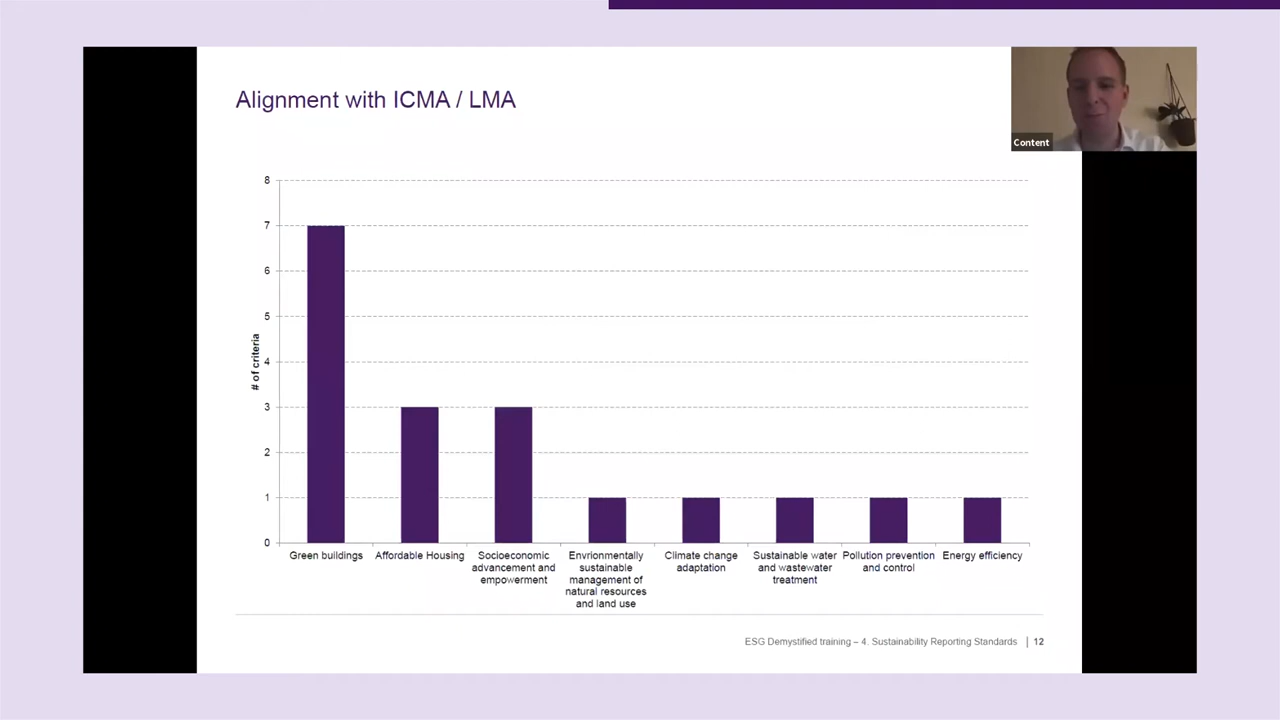 Alignment with ICMA / LMA
Content
8
7
6
5
4
3
2
1
0
# of criteria
Green buildings
Affordable Housing
Socioeconomic
advancement and
empowerment
Envrionmentally
sustainable
management of
natural resources
and land use
Climate change
adaptation
Sustainable water
and wastewater
treatment
Pollution prevention
and control
Energy efficiency
ESG Demystified training – 4. Sustainability Reporting Standards | 12